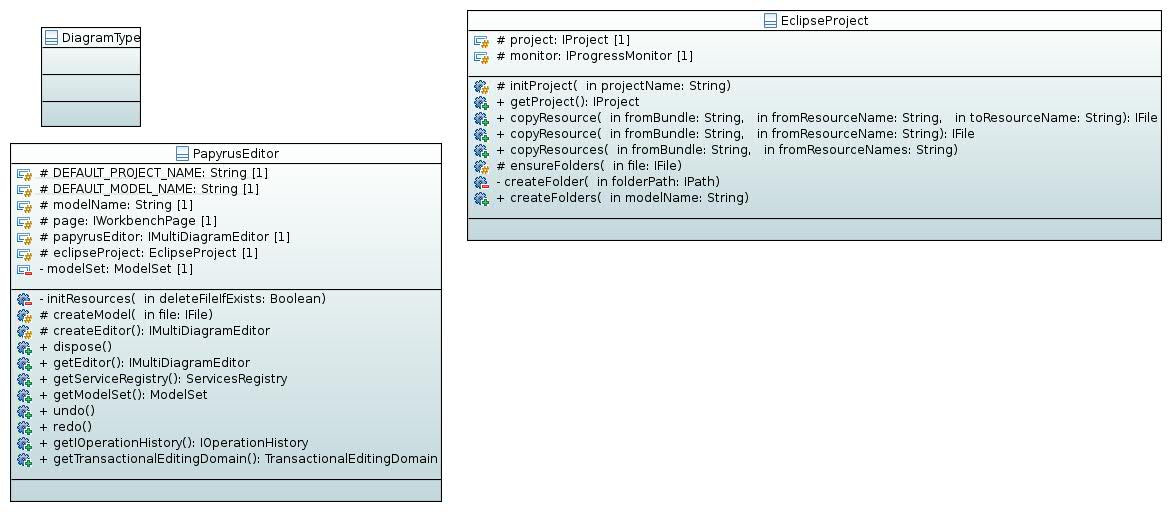 DiagramType
PapyrusEditor
# DEFAULT_PROJECT_NAME: String [1]
# DEFAULT_MODEL_NAME: String [1]
# modelName: String [1]
# page: IWorkbenchPage [1]
# papyrusEditor: IMultiDiagramEditor [1]
# eclipseProject: EclipseProject [1]
- modelSet: ModelSet [1]
- initResources(  in deleteFileIfExists: Boolean)
# createModel(  in file: IFile)
# createEditor(): IMultiDiagramEditor
+ dispose()
+ getEditor(): IMultiDiagramEditor
+ getServiceRegistry(): ServicesRegistry
+ getModelSet(): ModelSet
+ undo()
+ redo()
+ getIOperationHistory(): IOperationHistory
+ getTransactionalEditingDomain(): TransactionalEditingDomain
EclipseProject
# project: IProject [1]
# monitor: IProgressMonitor [1]
# initProject(  in projectName: String)
+ getProject(): IProject
+ copyResource(  in fromBundle: String,   in fromResourceName: String,   in toResourceName: String): IFile
+ copyResource(  in fromBundle: String,   in fromResourceName: String): IFile
+ copyResources(  in fromBundle: String,   in fromResourceNames: String)
# ensureFolders(  in file: IFile)
- createFolder(  in folderPath: IPath)
+ createFolders(  in modelName: String)